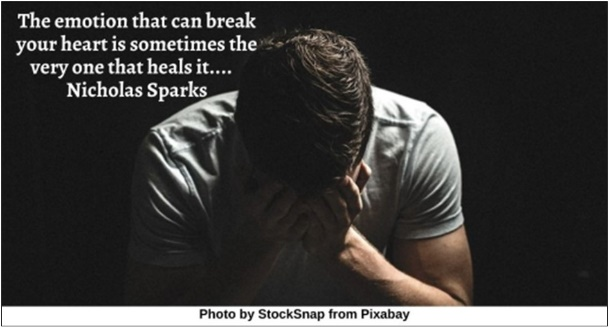 The emotion that can break
your heart is sometimes the
very one that heals it....
Nicholas Sparks
Photo by StockSnap from Pixabay